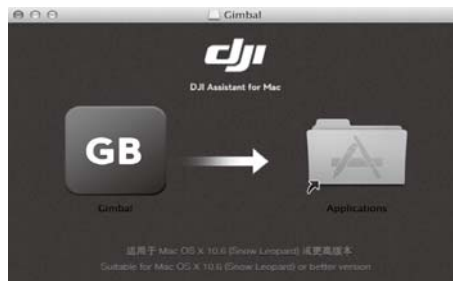 Gimbal
dji
DJI Assistant for Mac
GB
Gimbal
Applications
适用于 Mac OS X 10.6 (Snow Leopard) 或更高版本
Suitable for Mac OS X 10.6 (Snow Leopard) or better version